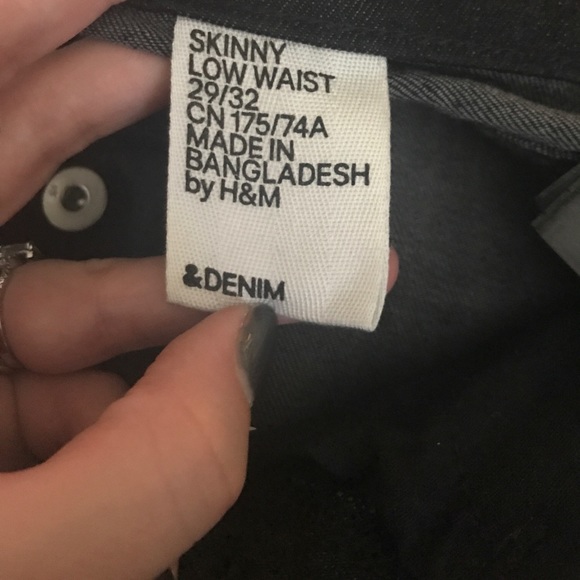 SKINNY
LOW WAIST
29/32
CN 175/74A
MADE IN
BANGLADESH
by H&M
&DENIM